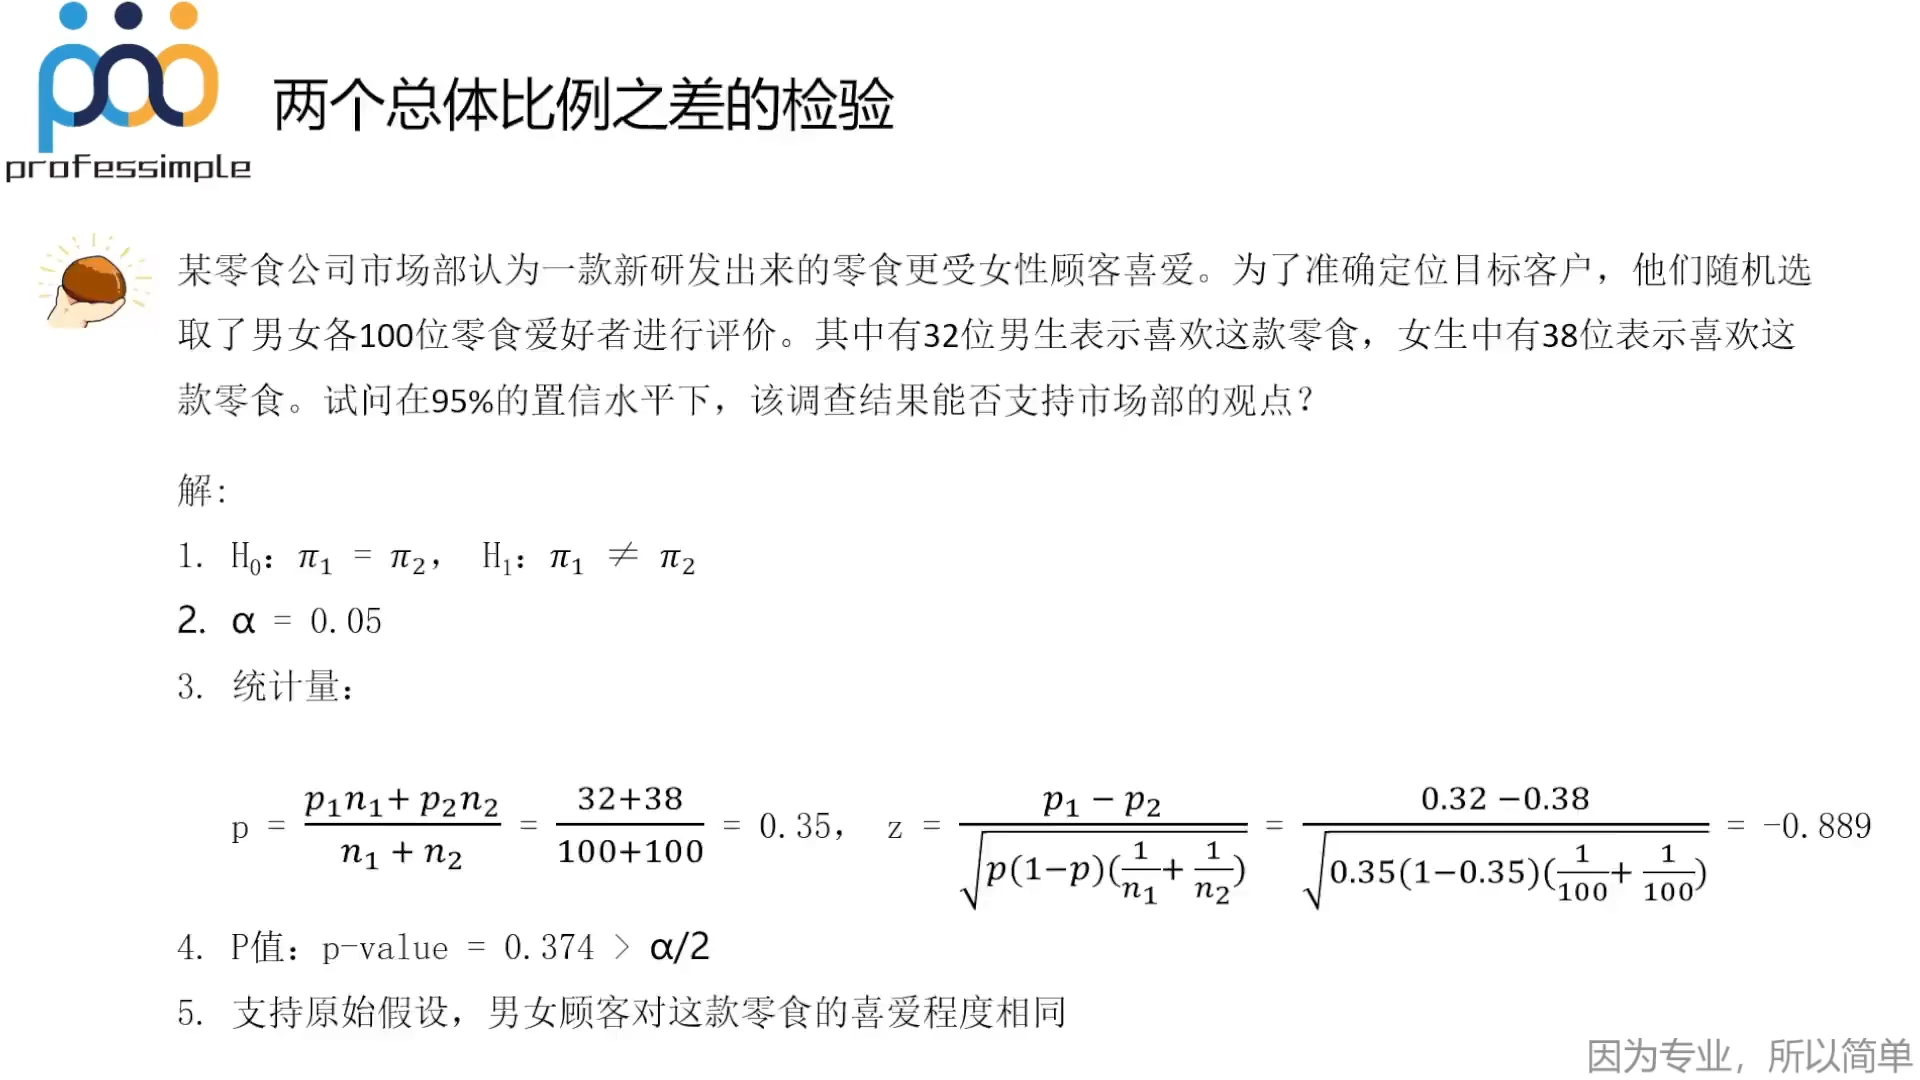 professimple
两个总体比例之差的检验
某零食公司市场部认为一款新研发出来的零食更受女性顾客喜爱。为了准确定位目标客户，他们随机选
取了男女各100位零食爱好者进行评价。其中有32位男生表示喜欢这款零食，女生中有38位表示喜欢这
款零食。试问在95%的置信水平下，该调查结果能否支持市场部的观点？
解：
1. H₀：π₁ = π₂， H₁：π₁ ≠ π₂
2. α = 0.05
3. 统计量：
p = (p₁n₁+ p₂n₂)/(n₁ + n₂) = (32+38)/(100+100) = 0.35， z = (p₁ − p₂)/√(p(1−p)(1/n₁+ 1/n₂)) = (0.32 −0.38)/√(0.35(1−0.35)(1/100+ 1/100)) = -0.889
4. P值：p-value = 0.374 > α/2
5. 支持原始假设，男女顾客对这款零食的喜爱程度相同
因为专业，所以简单